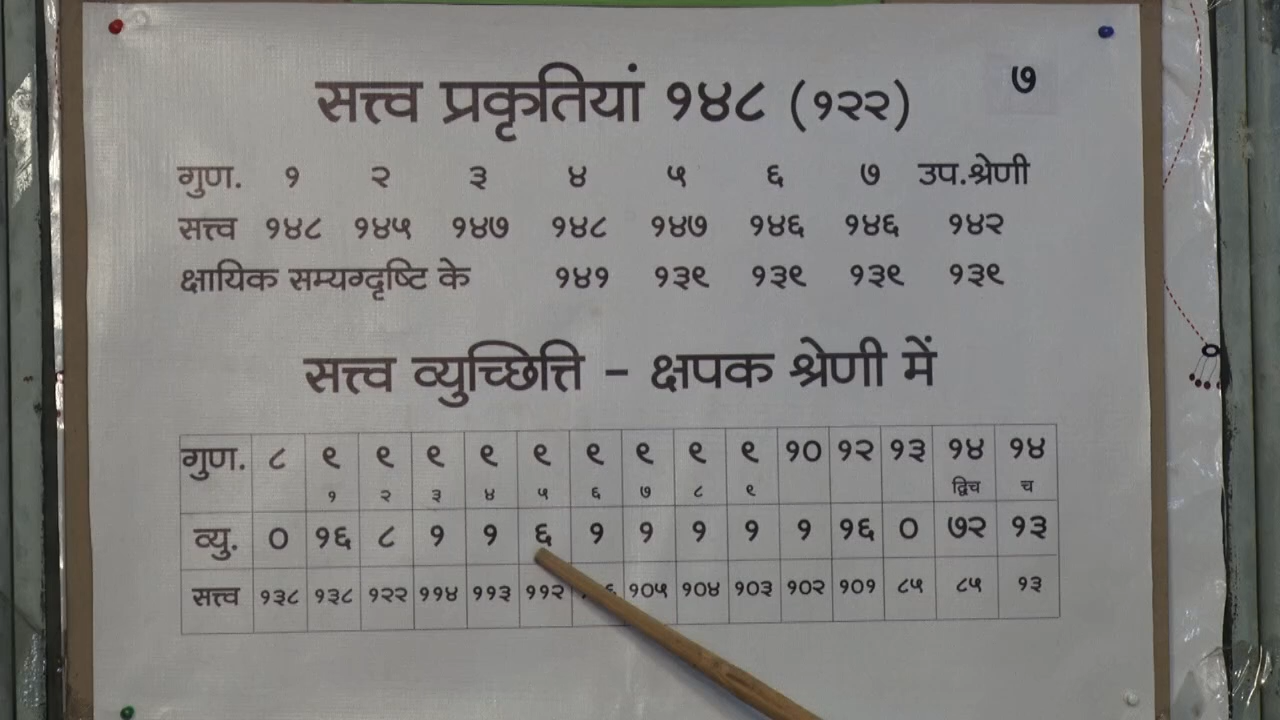 ७
सत्त्व प्रकृतियां १४८ (१२२)
गुण. १ २ ३ ४ ५ ६ ७ उप.श्रेणी
सत्त्व १४८ १४५ १४७ १४८ १४७ १४६ १४६ १४२
क्षायिक सम्यग्दृष्टि के १४१ १३९ १३९ १३९ १३९
सत्त्व व्युच्छित्ति - क्षपक श्रेणी में
गुण. ८ ९ ९ ९ ९ ९ ९ ९ ९ ९ १० १२ १३ १४ १४
१ २ ३ ४ ५ ६ ७ ८ ९ द्विच च
व्यु. ० १६ ८ १ १ ६ १ १ १ १ १ १६ ० ७२ १३
सत्त्व १३८ १३८ १२२ ११४ ११३ ११२ १०५ १०४ १०३ १०२ १०१ ८५ ८५ १३